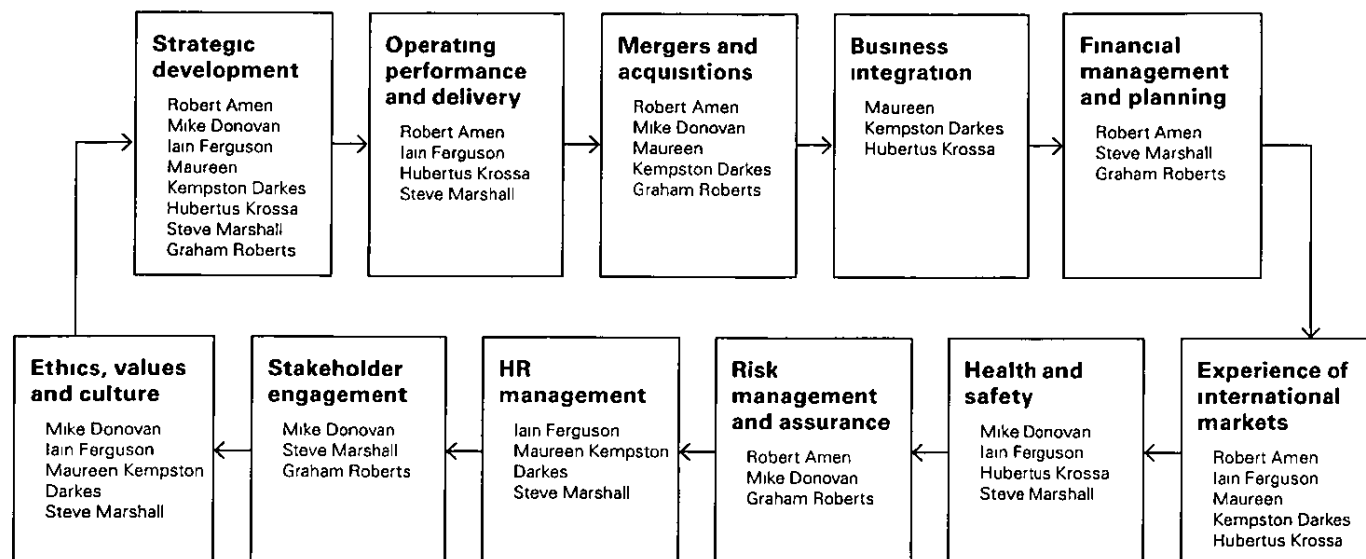 Strategic
development
Robert Amen
Mike Donovan
Iain Ferguson
Maureen
Kempston Darkes
Hubertus Krossa
Steve Marshall
Graham Roberts
Operating
performance
and delivery
Robert Amen
Iain Ferguson
Hubertus Krossa
Steve Marshall
Mergers and
acquisitions
Robert Amen
Mike Donovan
Maureen
Kempston Darkes
Graham Roberts
Business
integration
Maureen
Kempston Darkes
Hubertus Krossa
Financial
management
and planning
Robert Amen
Steve Marshall
Graham Roberts
Ethics, values
and culture
Mike Donovan
Iain Ferguson
Maureen Kempston
Darkes
Steve Marshall
Stakeholder
engagement
Mike Donovan
Steve Marshall
Graham Roberts
HR
management
Iain Ferguson
Maureen Kempston
Darkes
Steve Marshall
Risk
management
and assurance
Robert Amen
Mike Donovan
Graham Roberts
Health and
safety
Mike Donovan
Iain Ferguson
Hubertus Krossa
Steve Marshall
Experience of
international
markets
Robert Amen
Iain Ferguson
Maureen
Kempston Darkes
Hubertus Krossa